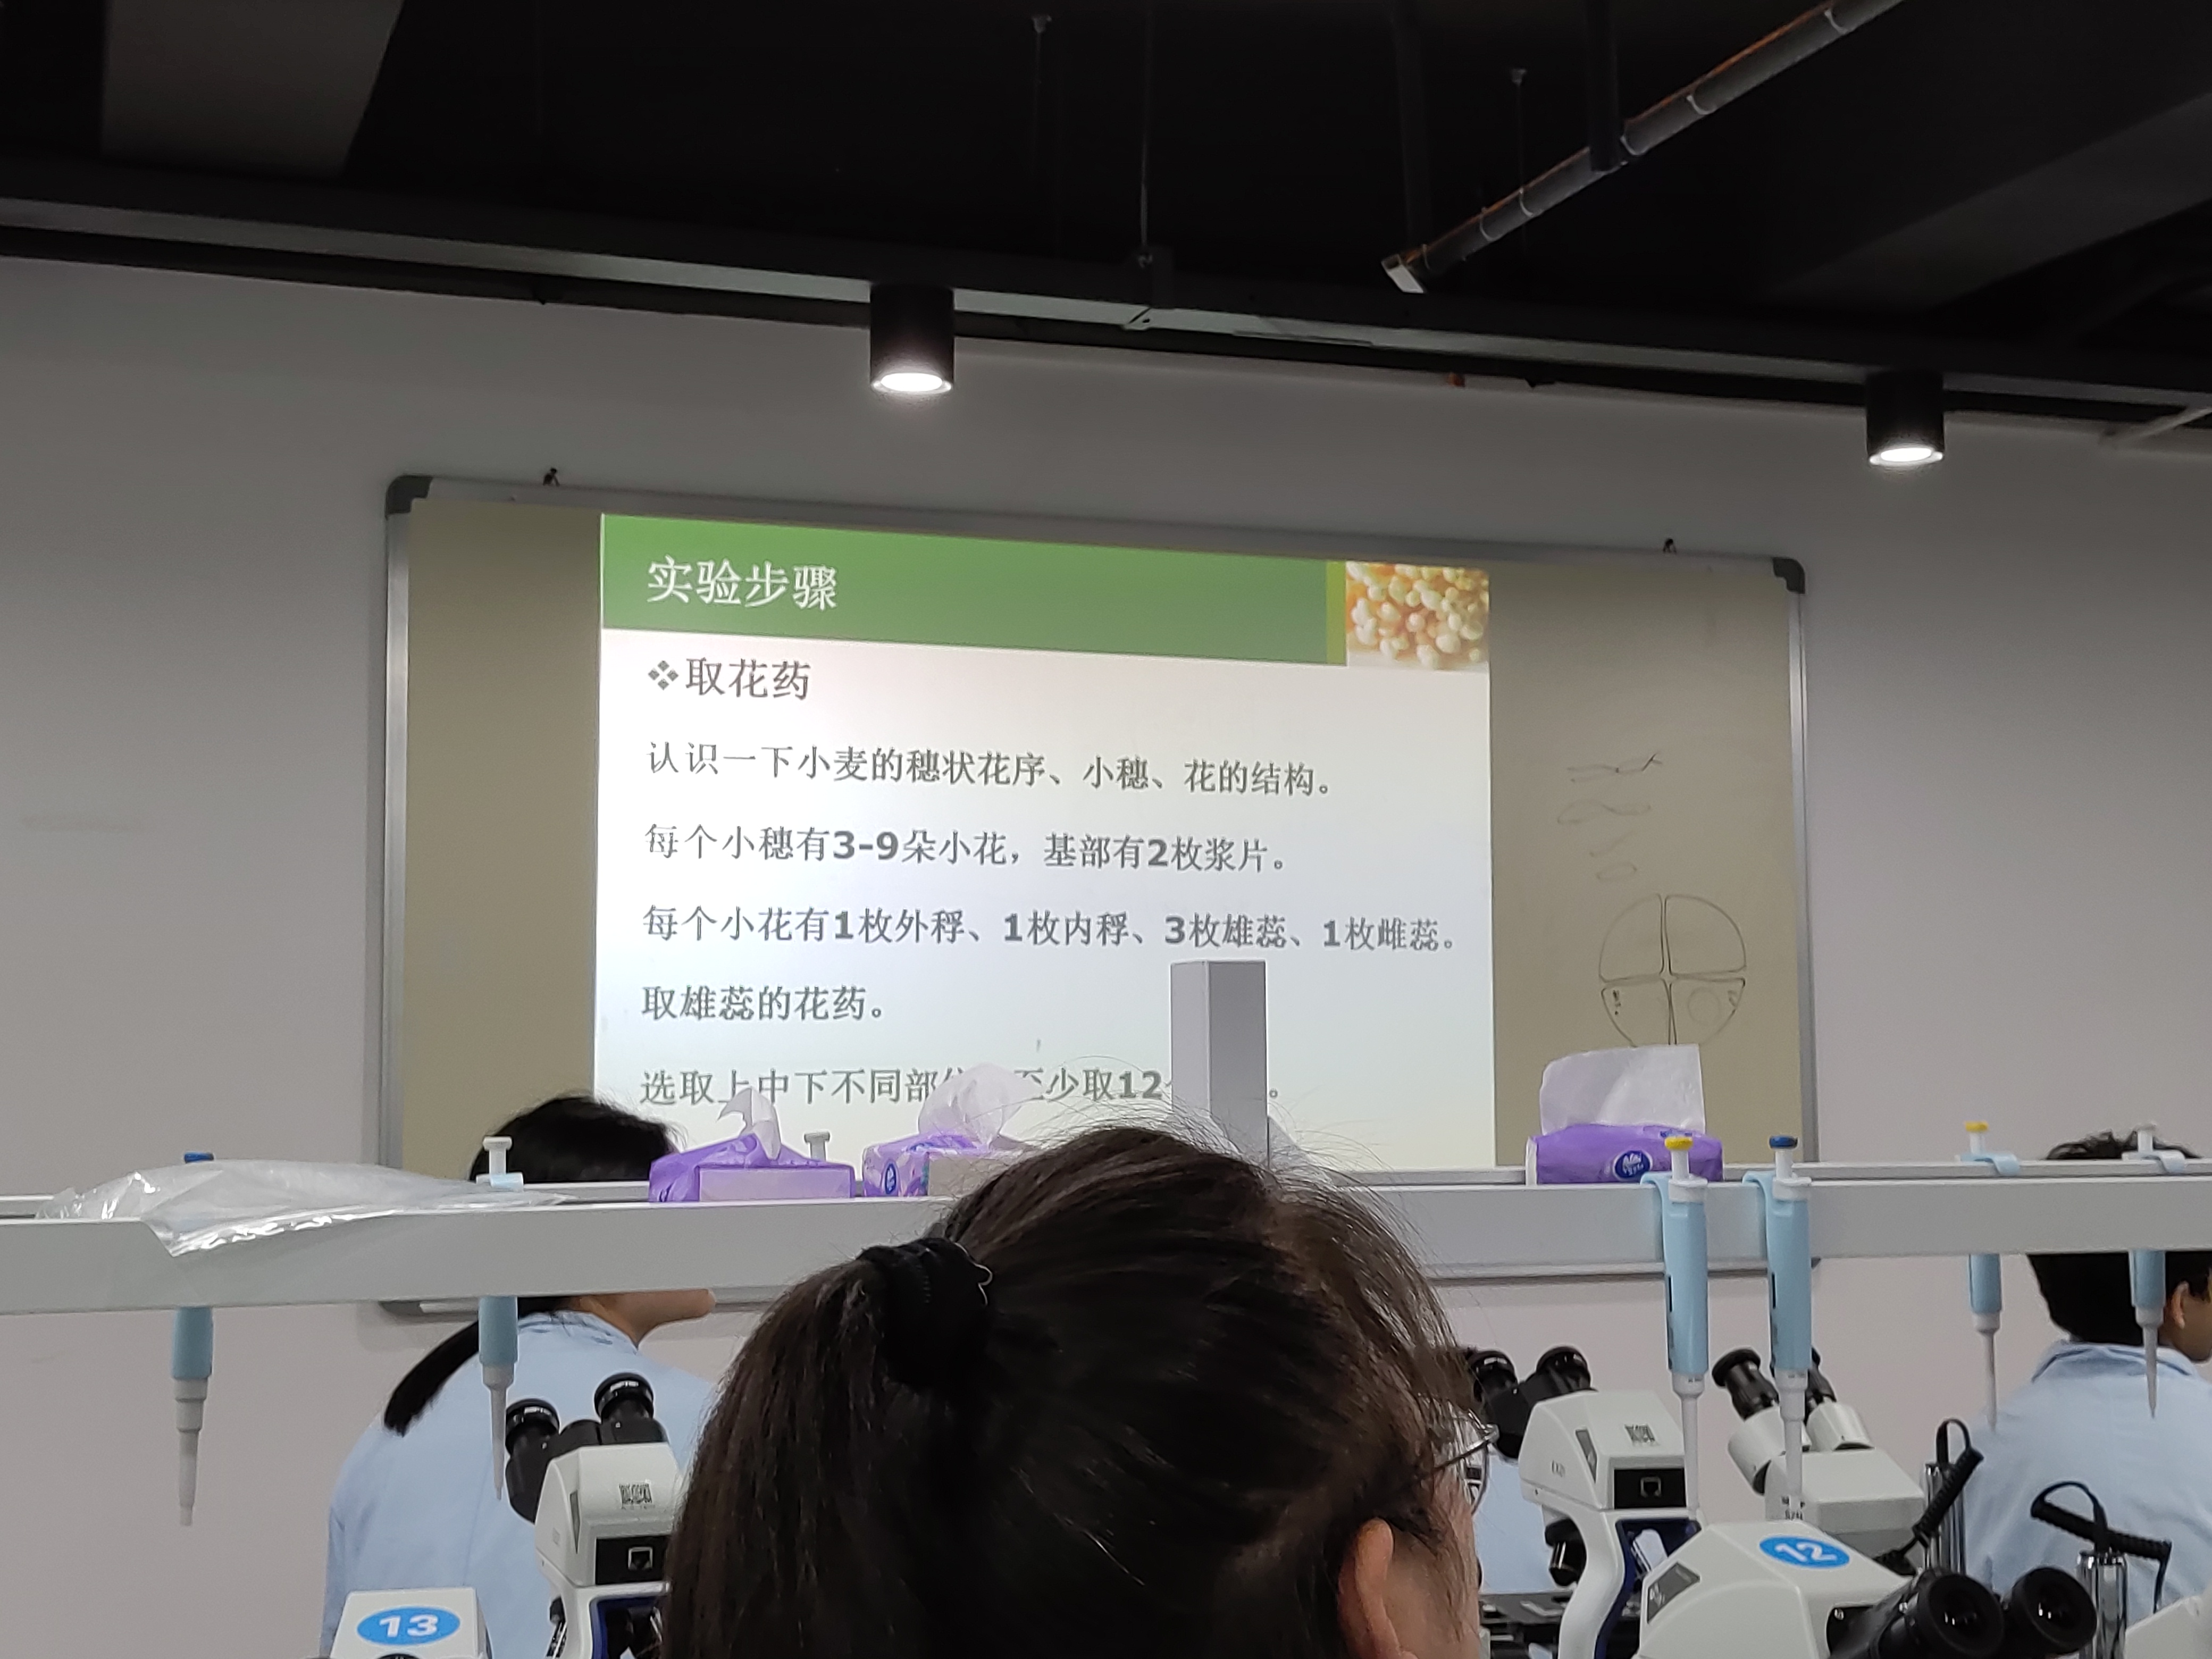 实验步骤
❖取花药
认识一下小麦的穗状花序、小穗、花的结构。
每个小穗有3-9朵小花，基部有2枚浆片。
每个小花有1枚外稃、1枚内稃、3枚雄蕊、1枚雌蕊。
取雄蕊的花药。
选取上中下不同部 至少取12 。
13
12